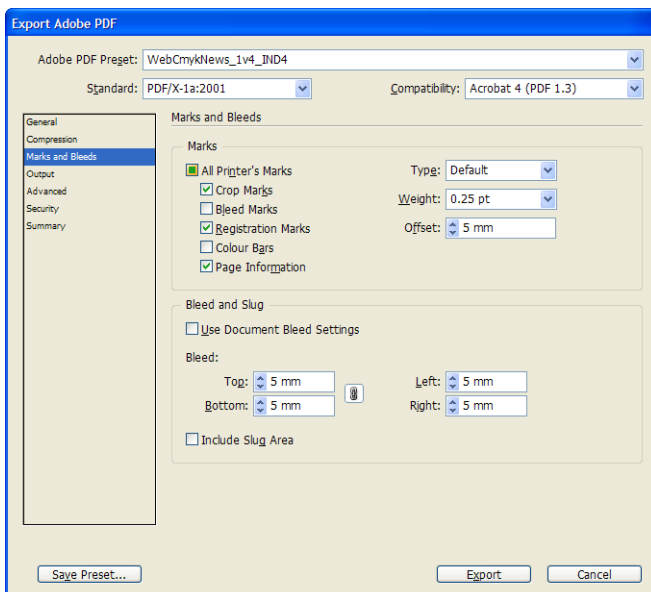 Export Adobe PDF
Adobe PDF Preset: WebCmykNews_1v4_IND4
Standard: PDF/X-1a:2001 Compatibility: Acrobat 4 (PDF 1.3)
General
Compression
Marks and Bleeds
Output
Advanced
Security
Summary
Marks and Bleeds
Marks
All Printer's Marks
Crop Marks
Bleed Marks
Registration Marks
Colour Bars
Page Information
Type: Default
Weight: 0.25 pt
Offset: 5 mm
Bleed and Slug
Use Document Bleed Settings
Bleed:
Top: 5 mm Left: 5 mm
Bottom: 5 mm Right: 5 mm
Include Slug Area
Save Preset... Export Cancel